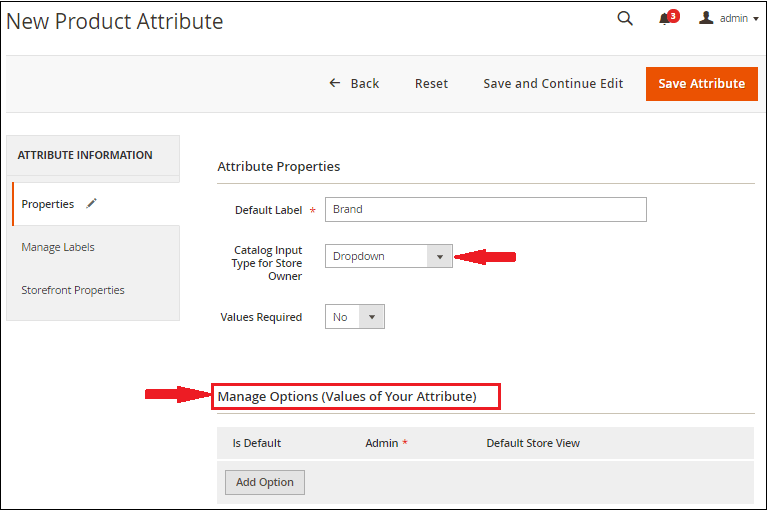 New Product Attribute
3
admin
Back
Reset
Save and Continue Edit
Save Attribute
ATTRIBUTE INFORMATION
Properties
Manage Labels
Storefront Properties
Attribute Properties
Default Label *
Brand
Catalog Input
Type for Store
Owner
Dropdown
Values Required
No
Manage Options (Values of Your Attribute)
Is Default
Admin *
Default Store View
Add Option